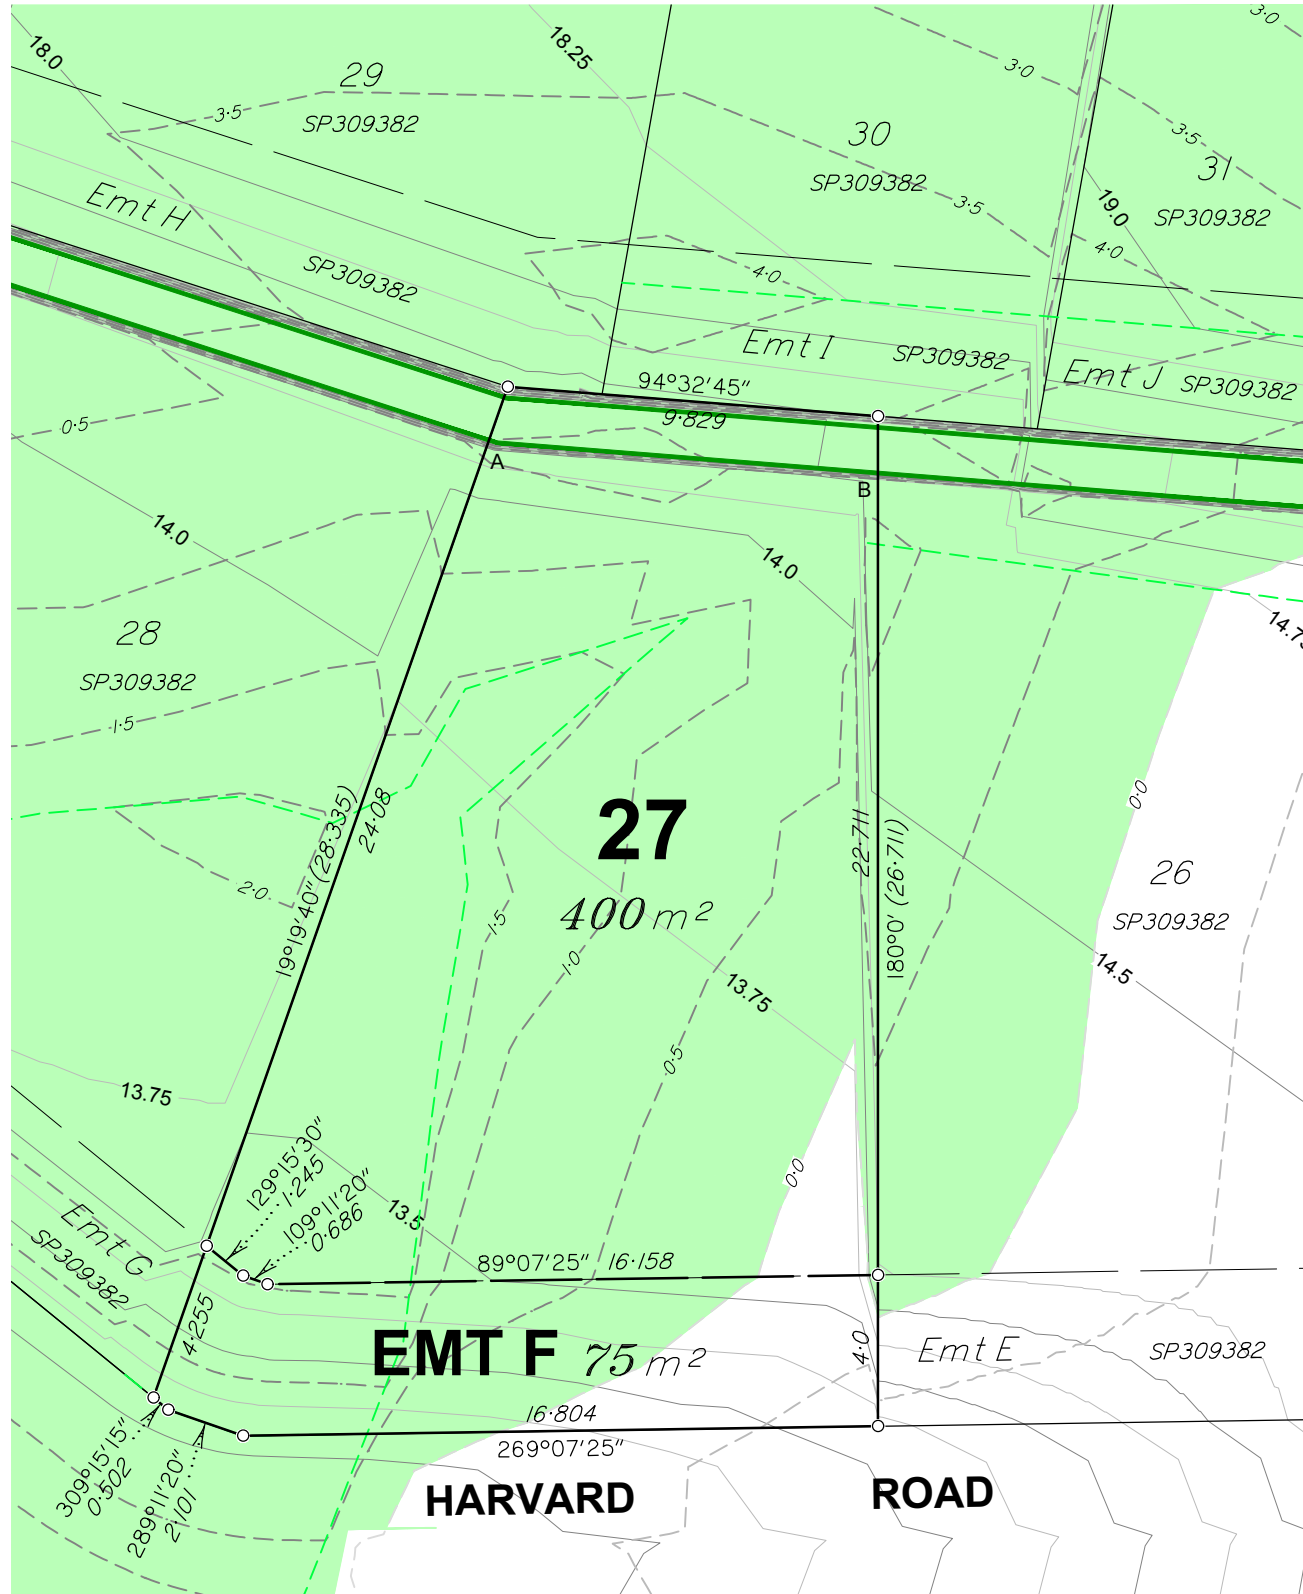 3·0
18.0
18.25
29
3·0
3·5
SP309382
30
3·5
31
SP309382
Emt H
3·5
19.0
SP309382
4·0
SP309382
4·0
Emt I
SP309382
Emt J
SP309382
94°32'45"
9·829
0·5
A
B
14.0
14.0
28
SP309382
14.75
1·5
0·0
19°19'40" (28·335)
24·08
27
22·711
180°0' (26·711)
26
SP309382
2·0
400 m²
1·5
1·0
14.5
13.75
0·5
13.75
129°15'30"
1·245
109°11'20"
0·686
0·0
13.5
Emt G
SP309382
89°07'25" 16·158
4·255
EMT F 75 m²
4·0
Emt E
SP309382
16·804
269°07'25"
309°15'15"
0·502
289°11'20"
2·101
HARVARD ROAD